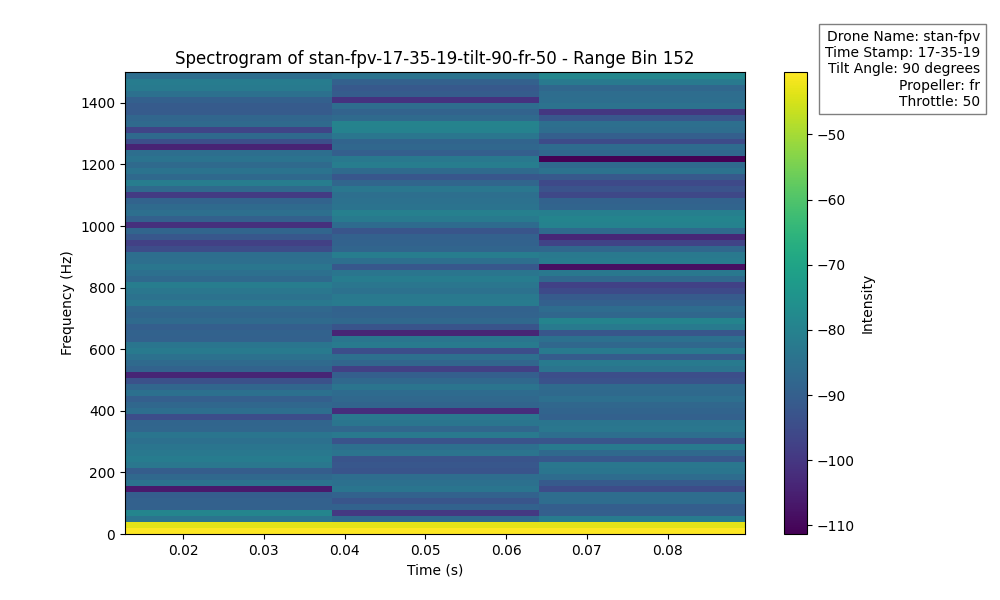 Drone Name: stan-fpv
Time Stamp: 17-35-19
Tilt Angle: 90 degrees
Propeller: fr
Throttle: 50
Spectrogram of stan-fpv-17-35-19-tilt-90-fr-50 - Range Bin 152
1400
1200
1000
800
600
400
200
0
Frequency (Hz)
0.02
0.03
0.04
0.05
0.06
0.07
0.08
Time (s)
−50
−60
−70
−80
−90
−100
−110
Intensity